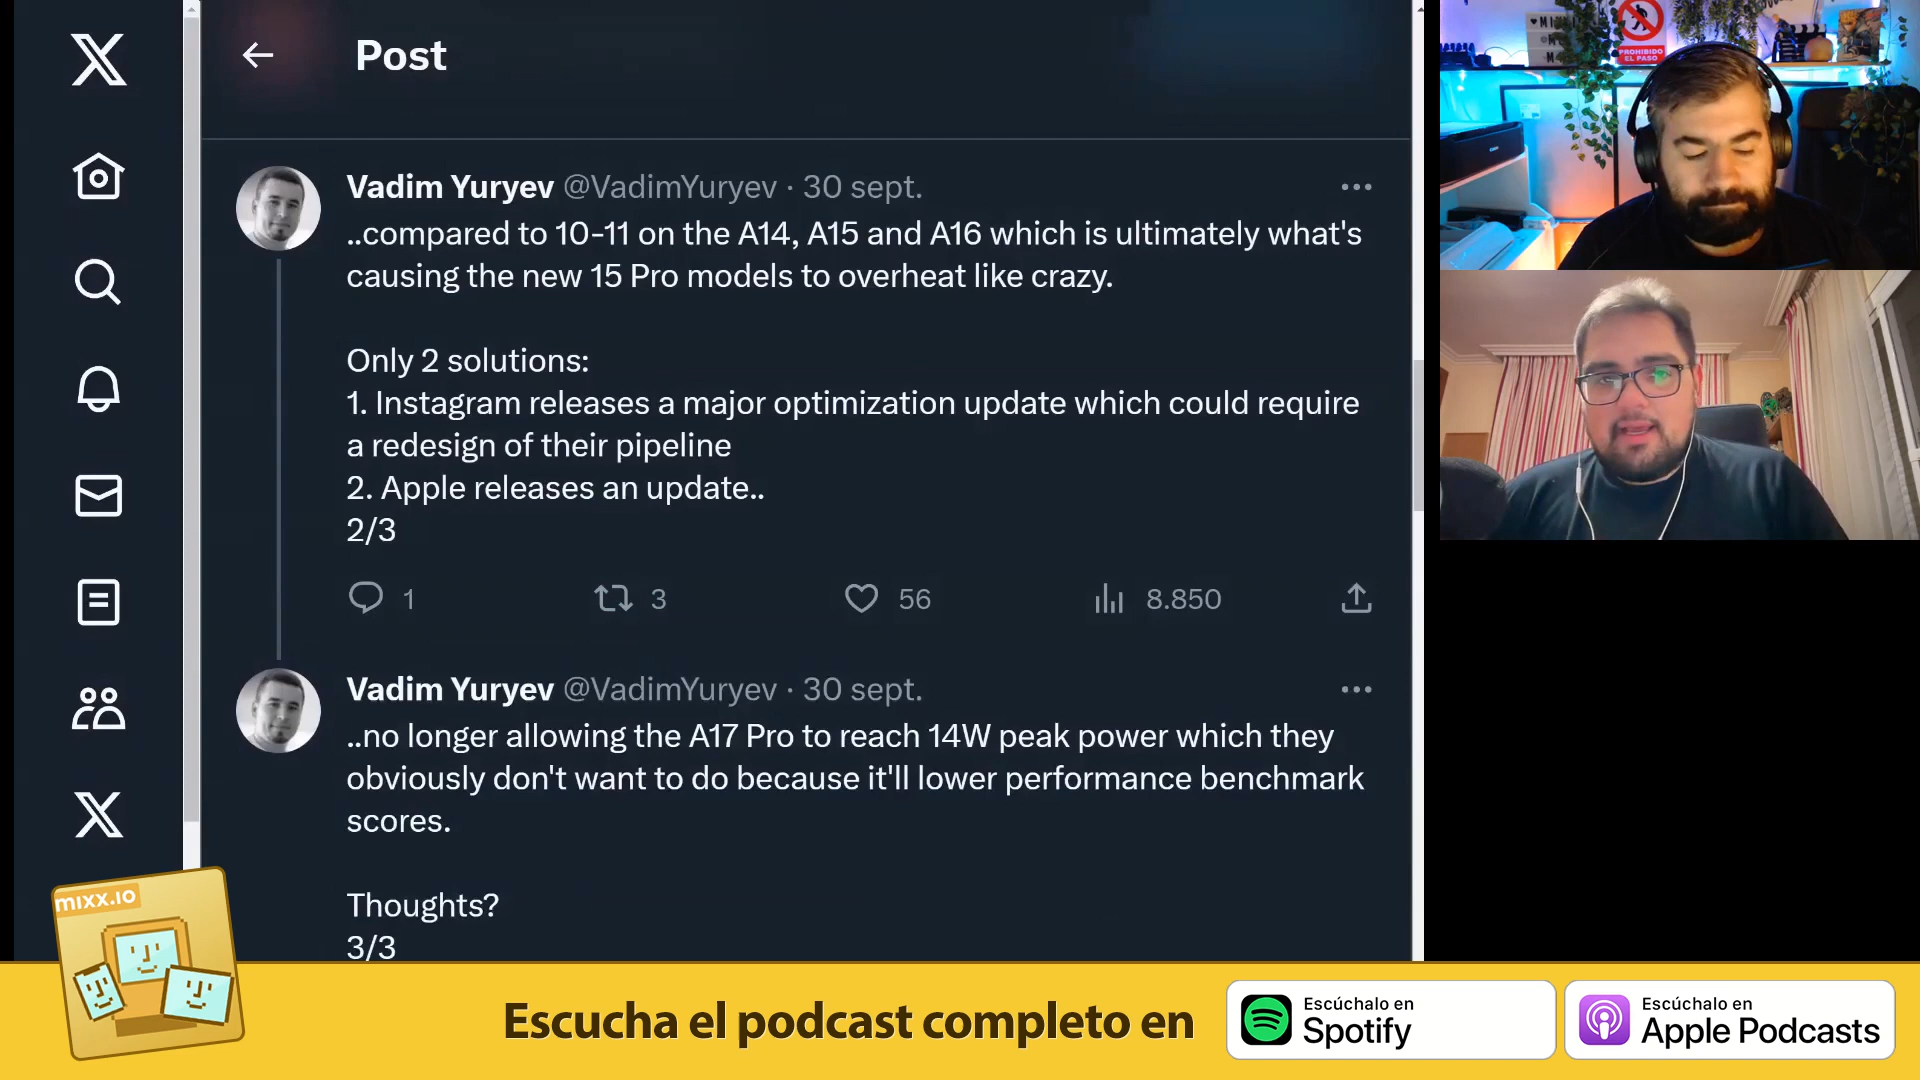 Post
Vadim Yuryev @VadimYuryev · 30 sept.
..compared to 10-11 on the A14, A15 and A16 which is ultimately what's
causing the new 15 Pro models to overheat like crazy.
Only 2 solutions:
1. Instagram releases a major optimization update which could require
a redesign of their pipeline
2. Apple releases an update..
2/3
1 3 56 8.850
Vadim Yuryev @VadimYuryev · 30 sept.
..no longer allowing the A17 Pro to reach 14W peak power which they
obviously don't want to do because it'll lower performance benchmark
scores.
Thoughts?
3/3
PROHIBIDO
EL PASO
mixx.io
Escucha el podcast completo en
Escúchalo en
Spotify
Escúchalo en
Apple Podcasts